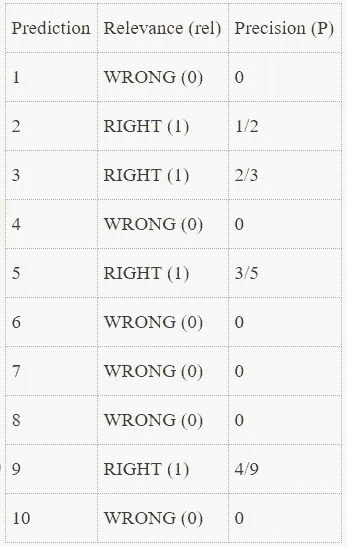 Prediction Relevance (rel) Precision (P)
1 WRONG (0) 0
2 RIGHT (1) 1/2
3 RIGHT (1) 2/3
4 WRONG (0) 0
5 RIGHT (1) 3/5
6 WRONG (0) 0
7 WRONG (0) 0
8 WRONG (0) 0
9 RIGHT (1) 4/9
10 WRONG (0) 0